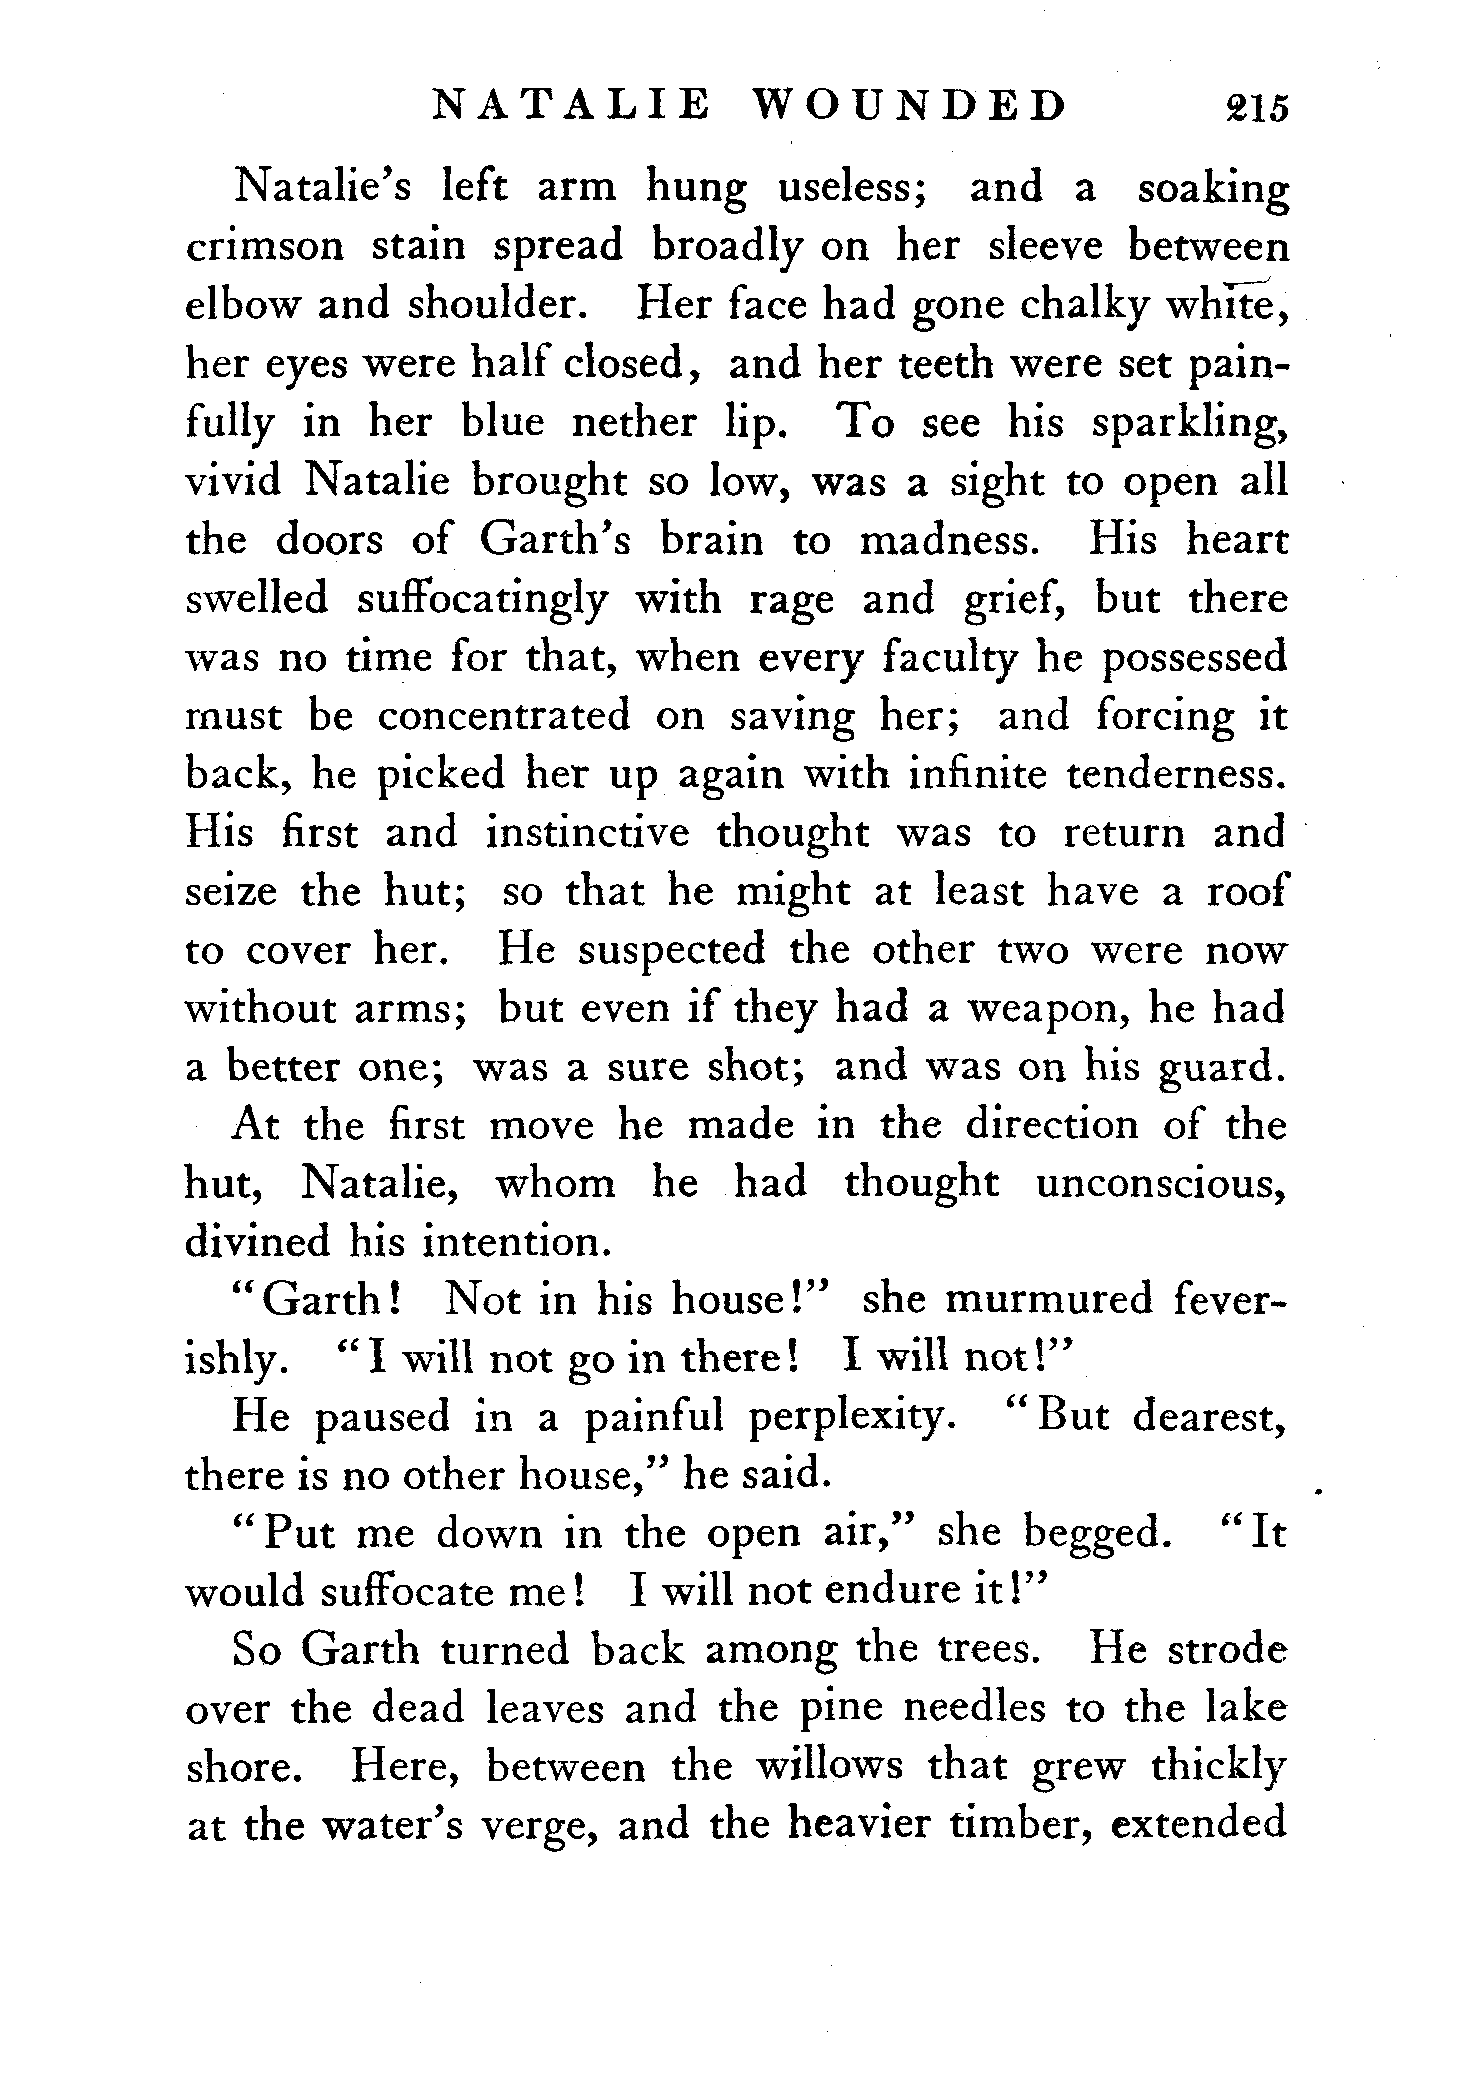 NATALIE WOUNDED 215
Natalie's left arm hung useless; and a soaking
crimson stain spread broadly on her sleeve between
elbow and shoulder. Her face had gone chalky white,
her eyes were half closed, and her teeth were set pain-
fully in her blue nether lip. To see his sparkling,
vivid Natalie brought so low, was a sight to open all
the doors of Garth's brain to madness. His heart
swelled suffocatingly with rage and grief, but there
was no time for that, when every faculty he possessed
must be concentrated on saving her; and forcing it
back, he picked her up again with infinite tenderness.
His first and instinctive thought was to return and
seize the hut; so that he might at least have a roof
to cover her. He suspected the other two were now
without arms; but even if they had a weapon, he had
a better one; was a sure shot; and was on his guard.
At the first move he made in the direction of the
hut, Natalie, whom he had thought unconscious,
divined his intention.
"Garth! Not in his house!" she murmured fever-
ishly. "I will not go in there! I will not!"
He paused in a painful perplexity. "But dearest,
there is no other house," he said.
"Put me down in the open air," she begged. "It
would suffocate me! I will not endure it!"
So Garth turned back among the trees. He strode
over the dead leaves and the pine needles to the lake
shore. Here, between the willows that grew thickly
at the water's verge, and the heavier timber, extended